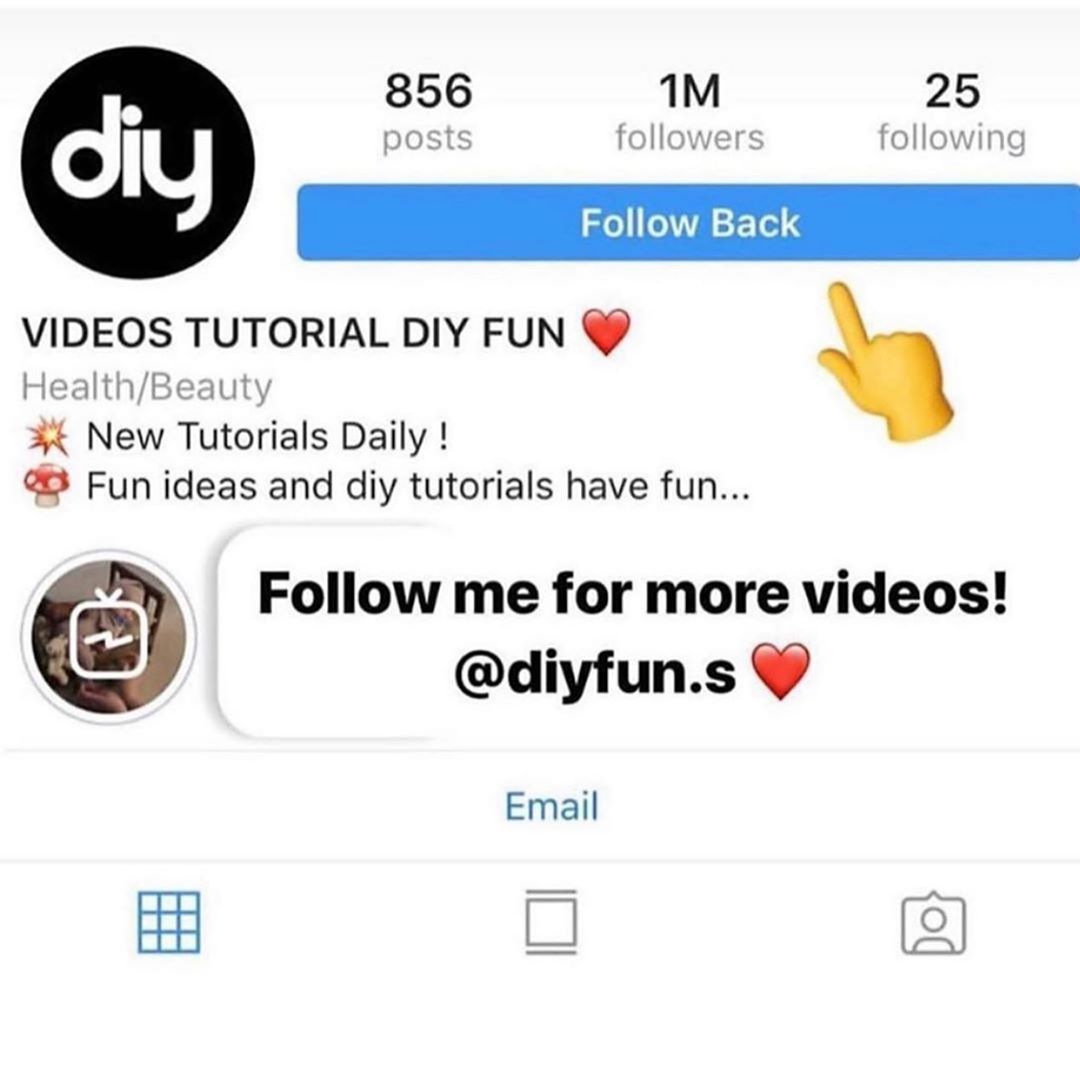 diy
856 1M 25
posts followers following
Follow Back
VIDEOS TUTORIAL DIY FUN ❤️
Health/Beauty
💥 New Tutorials Daily !
🍄 Fun ideas and diy tutorials have fun...
Follow me for more videos!
@diyfun.s ❤️
Email